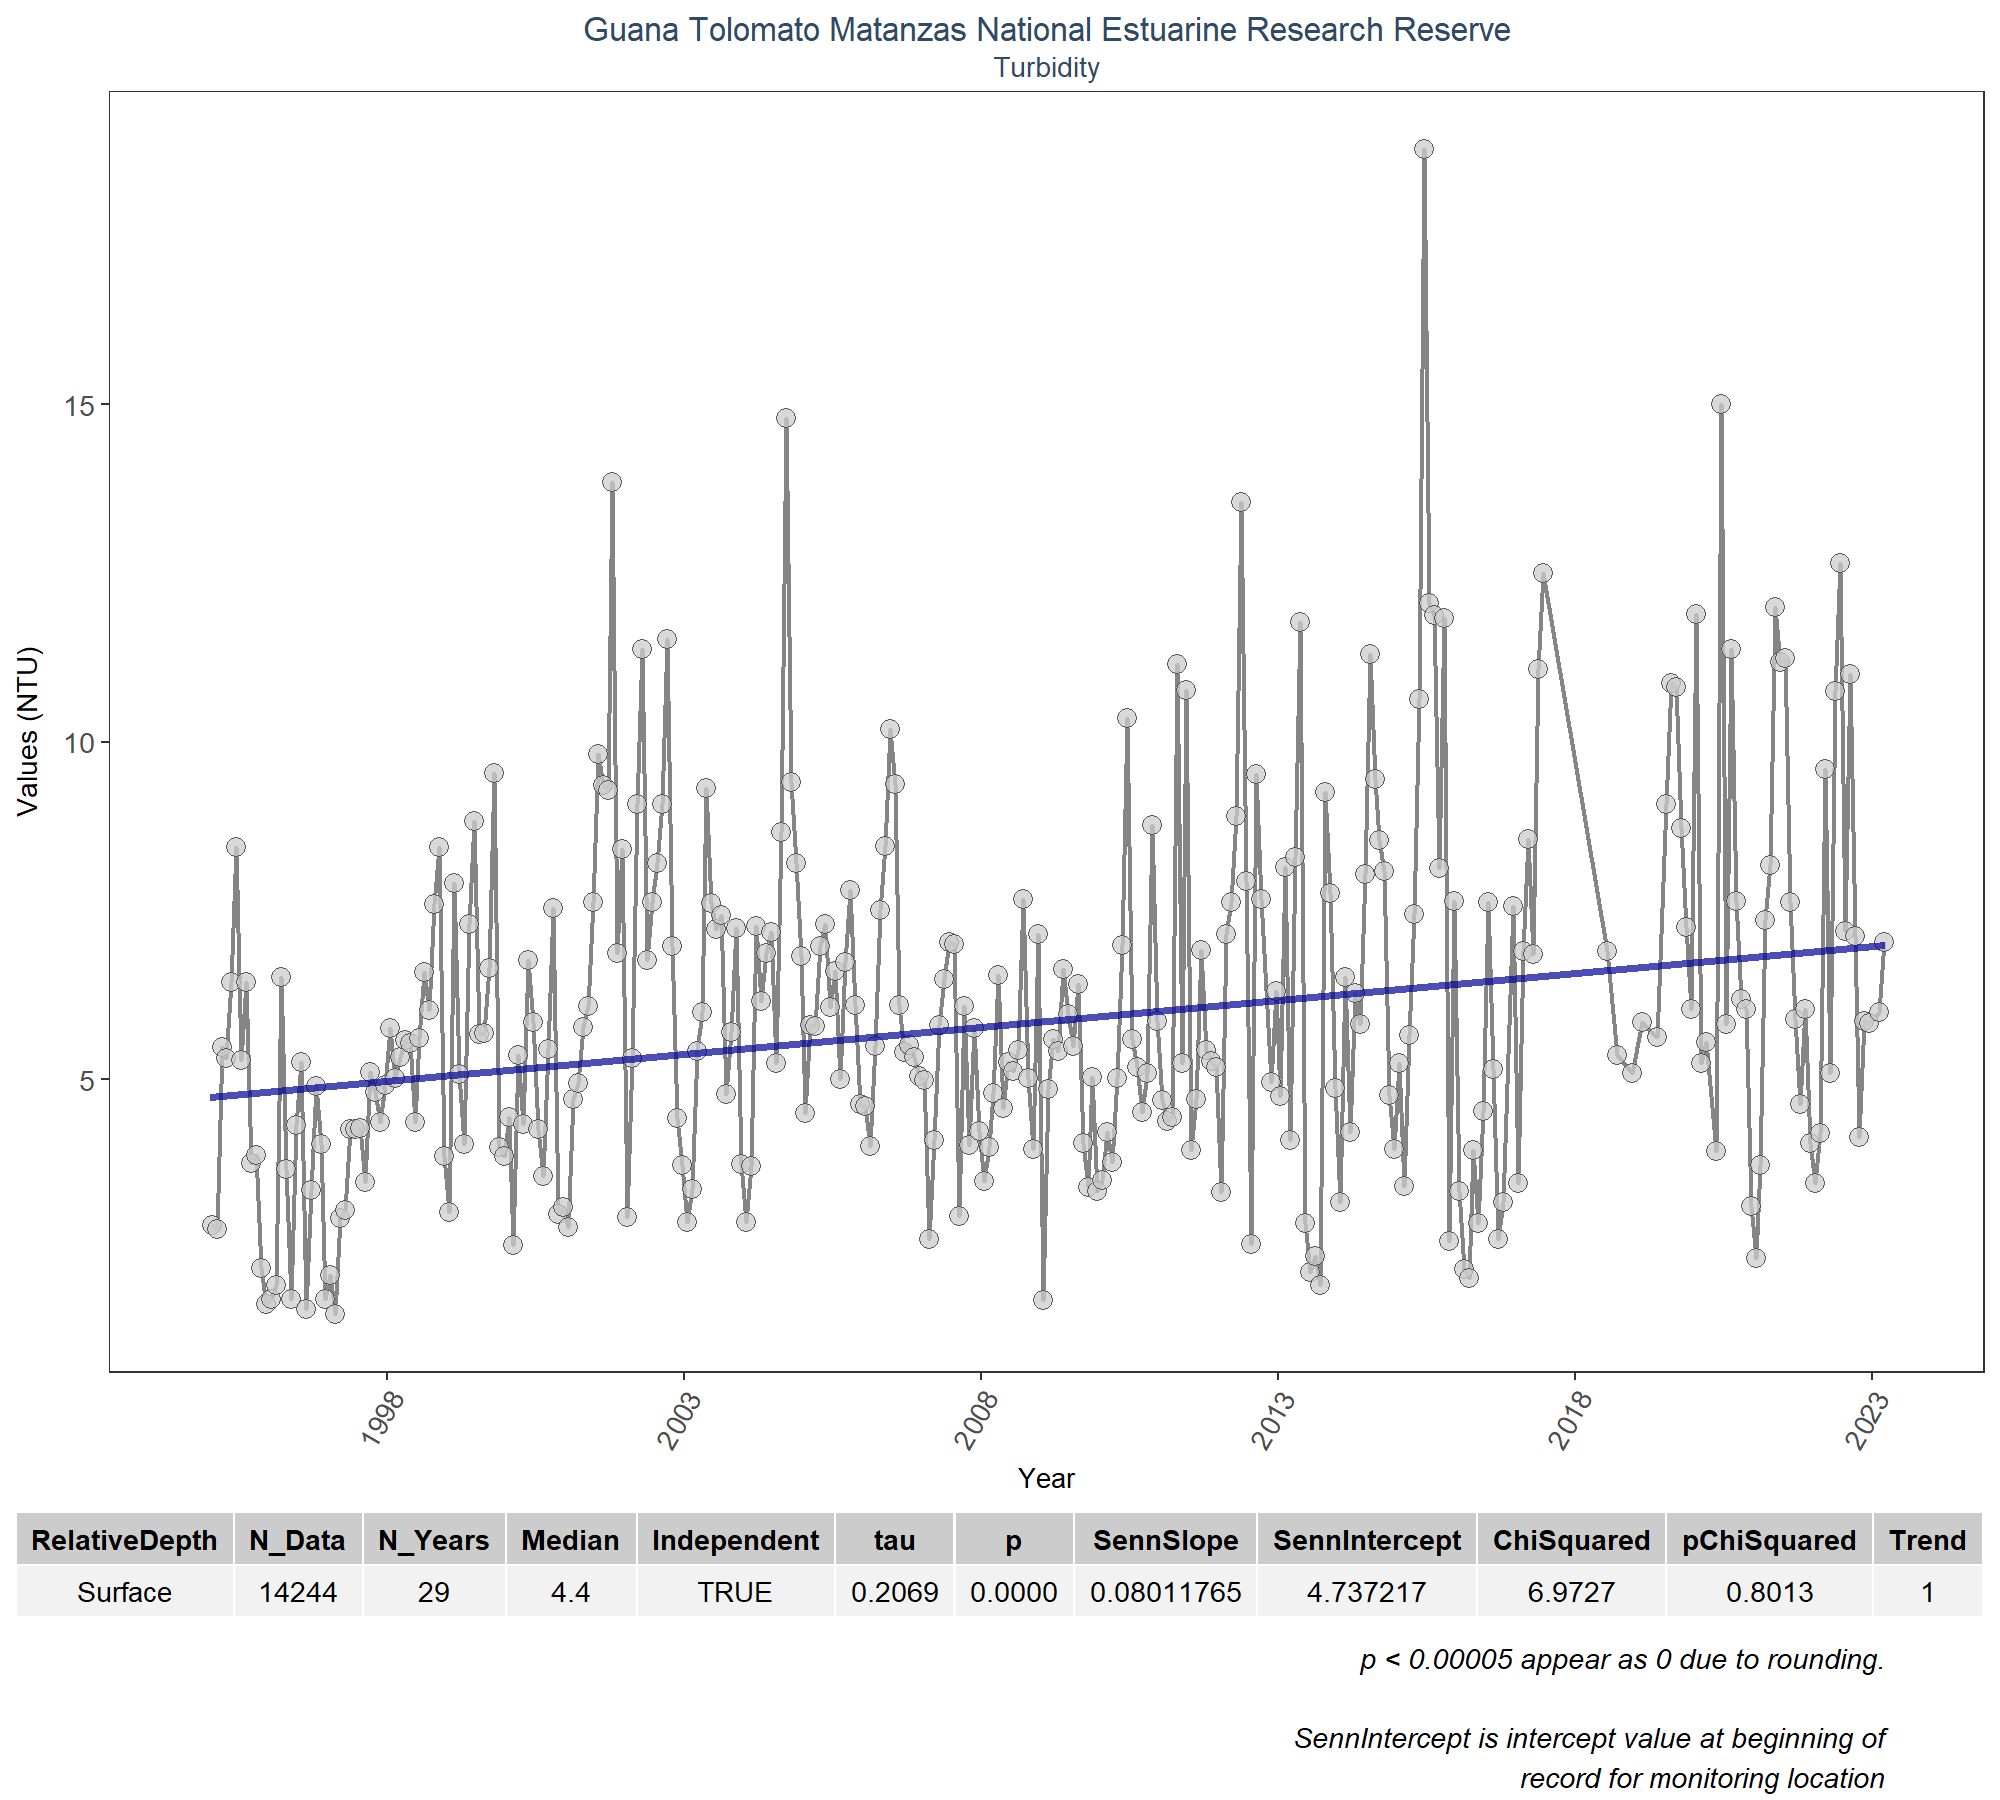 Guana Tolomato Matanzas National Estuarine Research Reserve
Turbidity
Values (NTU)
15
10
5
1998
2003
2008
2013
2018
2023
Year
RelativeDepth N_Data N_Years Median Independent tau p SennSlope SennIntercept ChiSquared pChiSquared Trend
Surface 14244 29 4.4 TRUE 0.2069 0.0000 0.08011765 4.737217 6.9727 0.8013 1
p < 0.00005 appear as 0 due to rounding.
SennIntercept is intercept value at beginning of
record for monitoring location